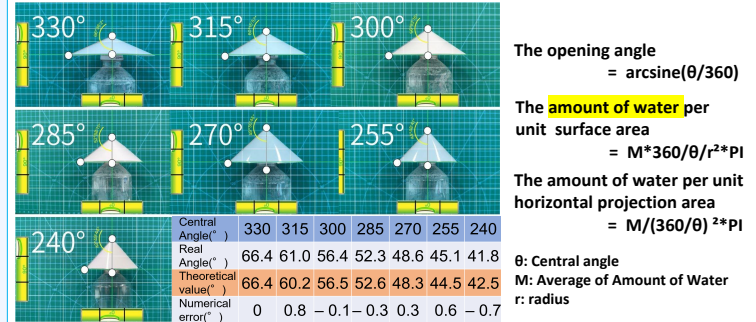 330°
315°
300°
285°
270°
255°
240°
Central Angle(°) 330 315 300 285 270 255 240
Real Angle(°) 66.4 61.0 56.4 52.3 48.6 45.1 41.8
Theoretical value(°) 66.4 60.2 56.5 52.6 48.3 44.5 42.5
Numerical error(°) 0 0.8 –0.1 –0.3 0.3 0.6 –0.7
The opening angle
= arcsine(θ/360)
The amount of water per
unit surface area
= M*360/θ/r²*PI
The amount of water per unit
horizontal projection area
= M/(360/θ) ²*PI
θ: Central angle
M: Average of Amount of Water
r: radius